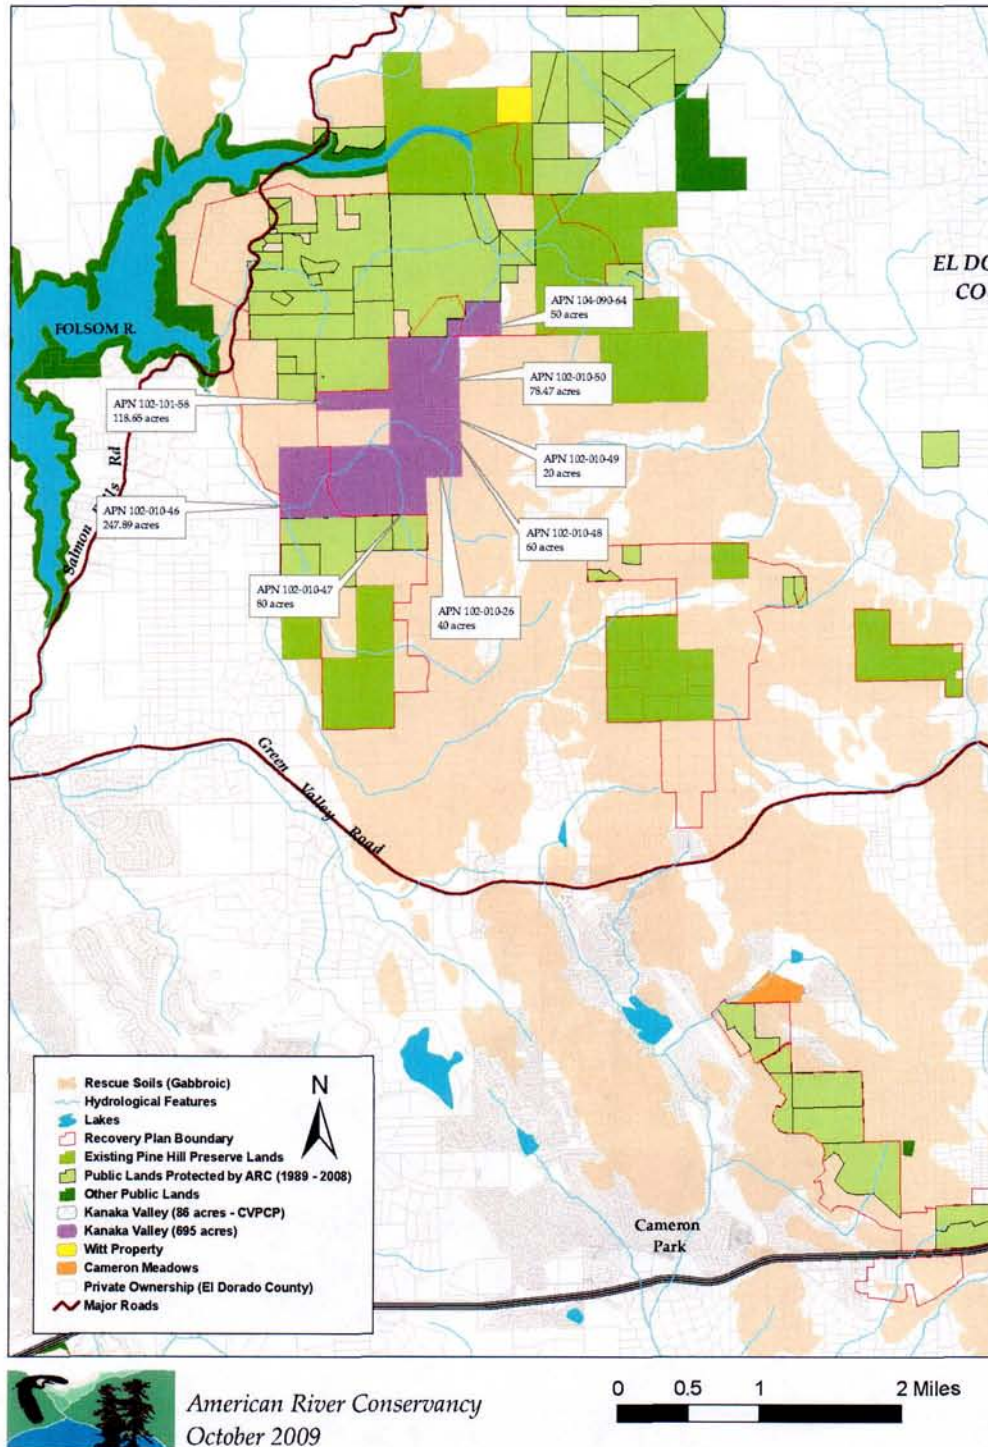 EL DO
CO
FOLSOM R.
APN 104-090-64
50 acres
APN 102-010-50
78.47 acres
APN 102-101-58
118.65 acres
APN 102-010-49
20 acres
APN 102-010-46
247.89 acres
APN 102-010-48
60 acres
APN 102-010-47
80 acres
APN 102-010-26
40 acres
Salmon
Rd
Green Valley Road
Cameron
Park
N
Rescue Soils (Gabbroic)
Hydrological Features
Lakes
Recovery Plan Boundary
Existing Pine Hill Preserve Lands
Public Lands Protected by ARC (1989 - 2008)
Other Public Lands
Kanaka Valley (86 acres - CVPCP)
Kanaka Valley (695 acres)
Witt Property
Cameron Meadows
Private Ownership (El Dorado County)
Major Roads
American River Conservancy
October 2009
0 0.5 1 2 Miles